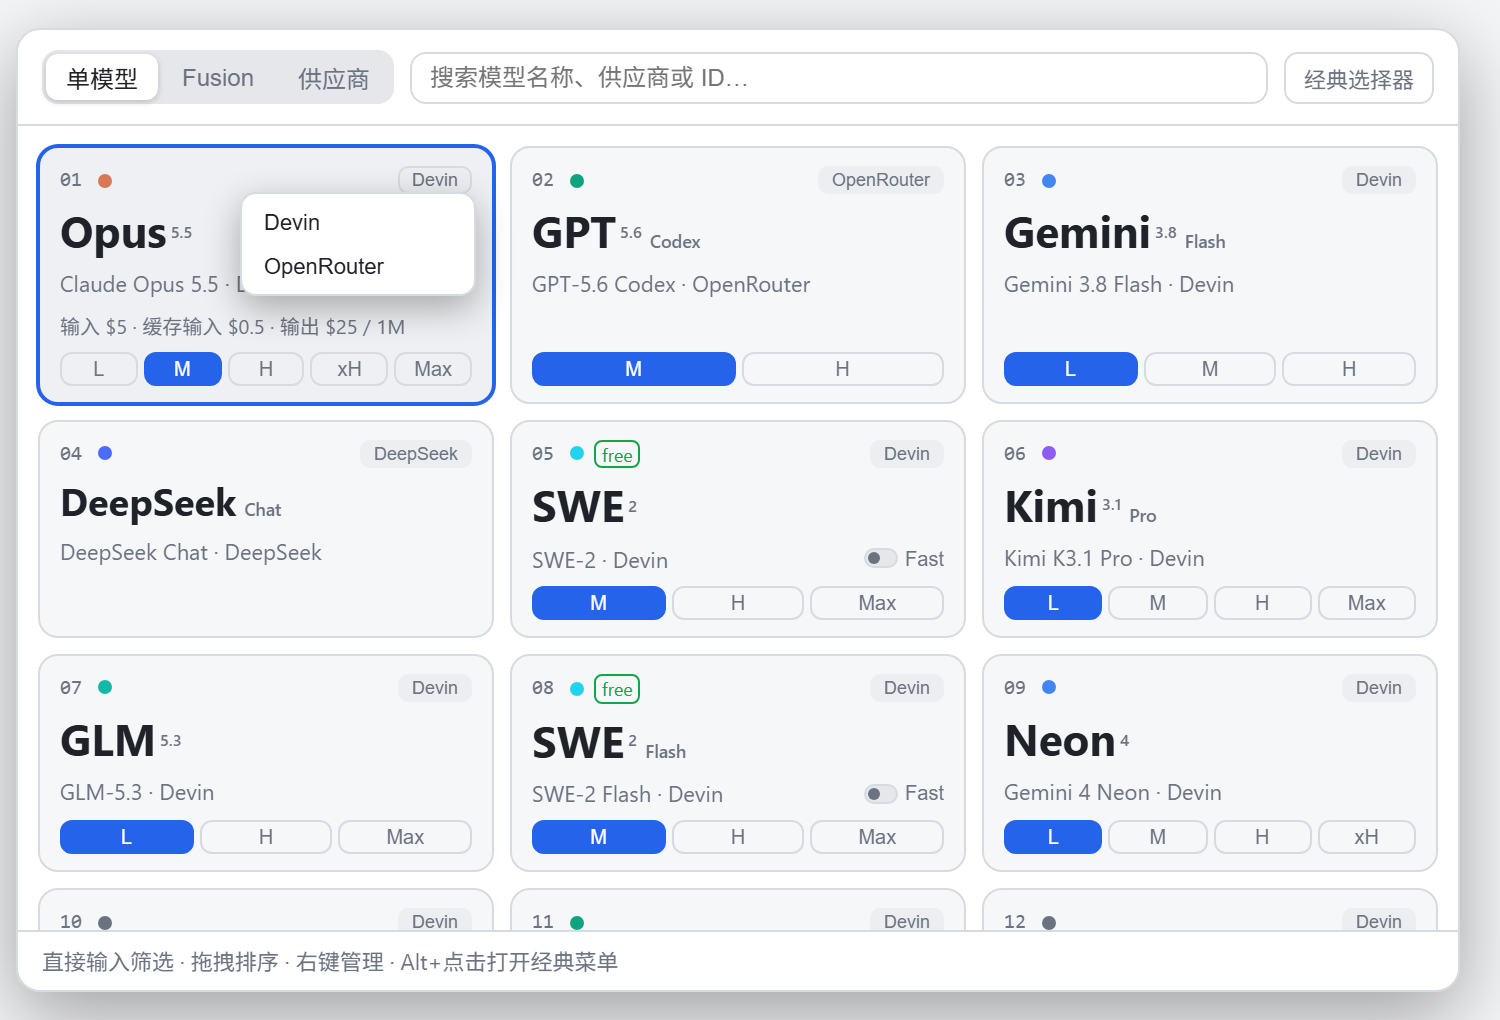 单模型 Fusion 供应商 搜索模型名称、供应商或 ID... 经典选择器
01 Devin
Opus 5.5
Devin
OpenRouter
Claude Opus 5.5 ·
输入 $5 · 缓存输入 $0.5 · 输出 $25 / 1M
L M H xH Max
02 OpenRouter
GPT 5.6 Codex
GPT-5.6 Codex · OpenRouter
M H
03 Devin
Gemini 3.8 Flash
Gemini 3.8 Flash · Devin
L M H
04 DeepSeek
DeepSeek Chat
DeepSeek Chat · DeepSeek
05 free Devin
SWE 2
SWE-2 · Devin Fast
M H Max
06 Devin
Kimi 3.1 Pro
Kimi K3.1 Pro · Devin
L M H Max
07 Devin
GLM 5.3
GLM-5.3 · Devin
L H Max
08 free Devin
SWE 2 Flash
SWE-2 Flash · Devin Fast
M H Max
09 Devin
Neon 4
Gemini 4 Neon · Devin
L M H xH
10 Devin
11 Devin
12 Devin
直接输入筛选 · 拖拽排序 · 右键管理 · Alt+点击打开经典菜单